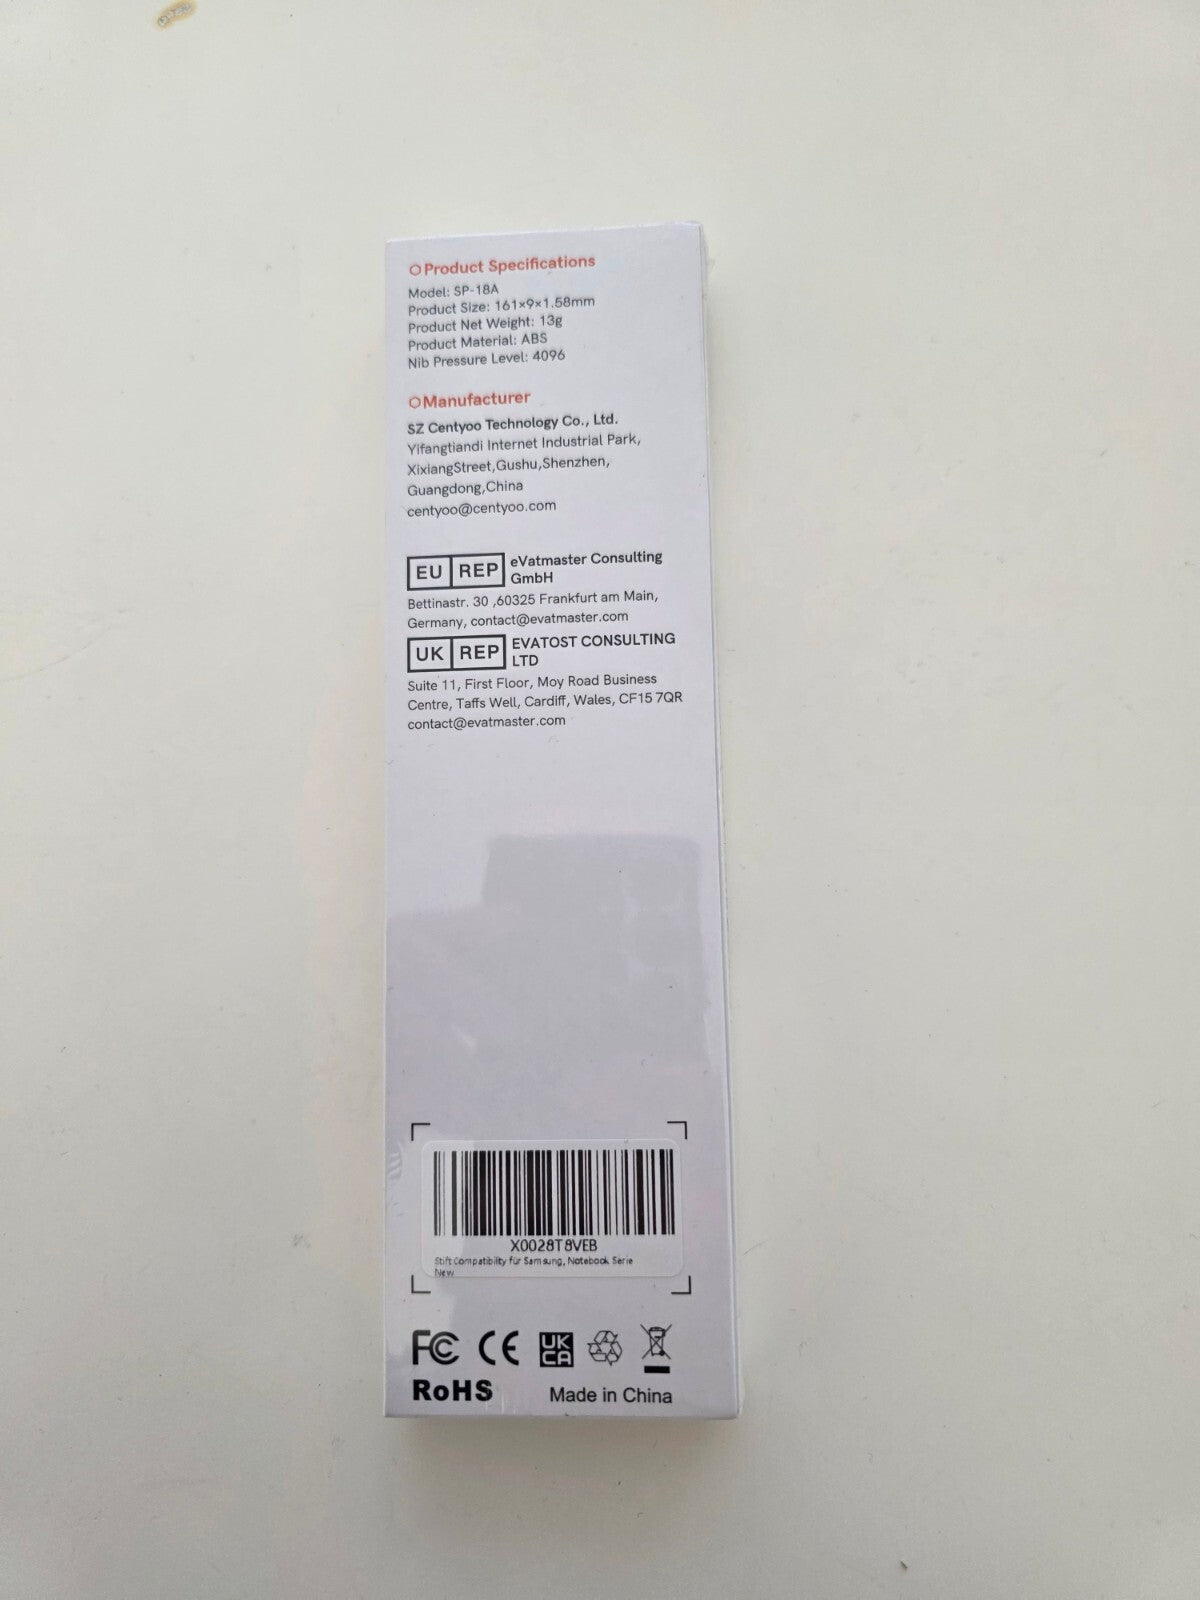 Product Specifications
Model: SP-18A
Product Size: 161×9×1.58mm
Product Net Weight: 13g
Product Material: ABS
Nib Pressure Level: 4096
Manufacturer
SZ Centyoo Technology Co., Ltd.
Yifangtiandi Internet Industrial Park,
XixiangStreet,Gushu,Shenzhen,
Guangdong,China
centyoo@centyoo.com
EU REP eVatmaster Consulting
GmbH
Bettinastr. 30 ,60325 Frankfurt am Main,
Germany, contact@evatmaster.com
UK REP EVATOST CONSULTING
LTD
Suite 11, First Floor, Moy Road Business
Centre, Taffs Well, Cardiff, Wales, CF15 7QR
contact@evatmaster.com
X0028T8VEB
Stift Compatibility für Samsung, Notebook Serie
New
FC CE UK
CA
RoHS Made in China